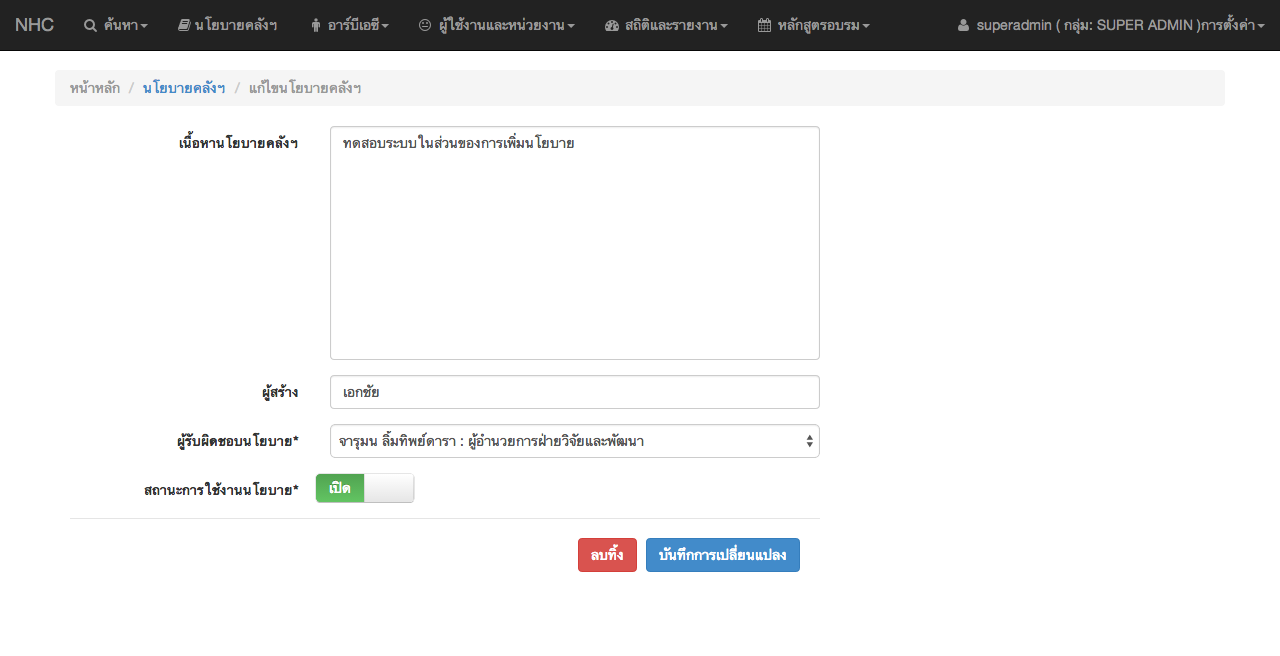 NHC ค้นหา นโยบายคลังฯ อาร์บีเอซี ผู้ใช้งานและหน่วยงาน สถิติและรายงาน หลักสูตรอบรม superadmin ( กลุ่ม: SUPER ADMIN )การตั้งค่า
หน้าหลัก / นโยบายคลังฯ / แก้ไขนโยบายคลังฯ
เนื้อหานโยบายคลังฯ ทดสอบระบบในส่วนของการเพิ่มนโยบาย
ผู้สร้าง เอกชัย
ผู้รับผิดชอบนโยบาย* จารุมน ลิ้มทิพย์ดารา : ผู้อำนวยการฝ่ายวิจัยและพัฒนา
สถานะการใช้งานนโยบาย* เปิด
ลบทิ้ง บันทึกการเปลี่ยนแปลง